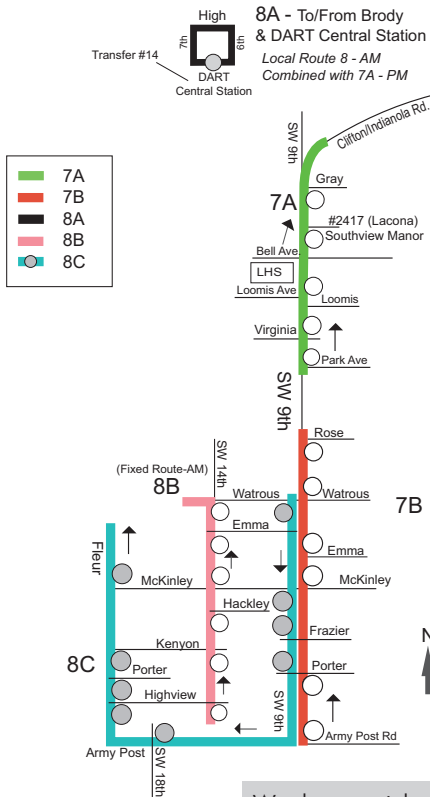 High
7th
9th
Transfer #14
DART
Central Station
8A - To/From Brody
& DART Central Station
Local Route 8 - AM
Combined with 7A - PM
SW 9th
Clifton/Indianola Rd.
7A
8A
7B
8B
8C
7A
Gray
#2417 (Lacona)
Southview Manor
Bell Ave.
LHS
Loomis Ave
Loomis
Virginia
Park Ave
SW 9th
Rose
SW 14th
(Fixed Route-AM)
8B
Watrous
Watrous
7B
Emma
Emma
Fleur
McKinley
McKinley
Hackley
Frazier
Kenyon
8C
Porter
Porter
Highview
SW 9th
N
Army Post
Army Post Rd
SW 18th